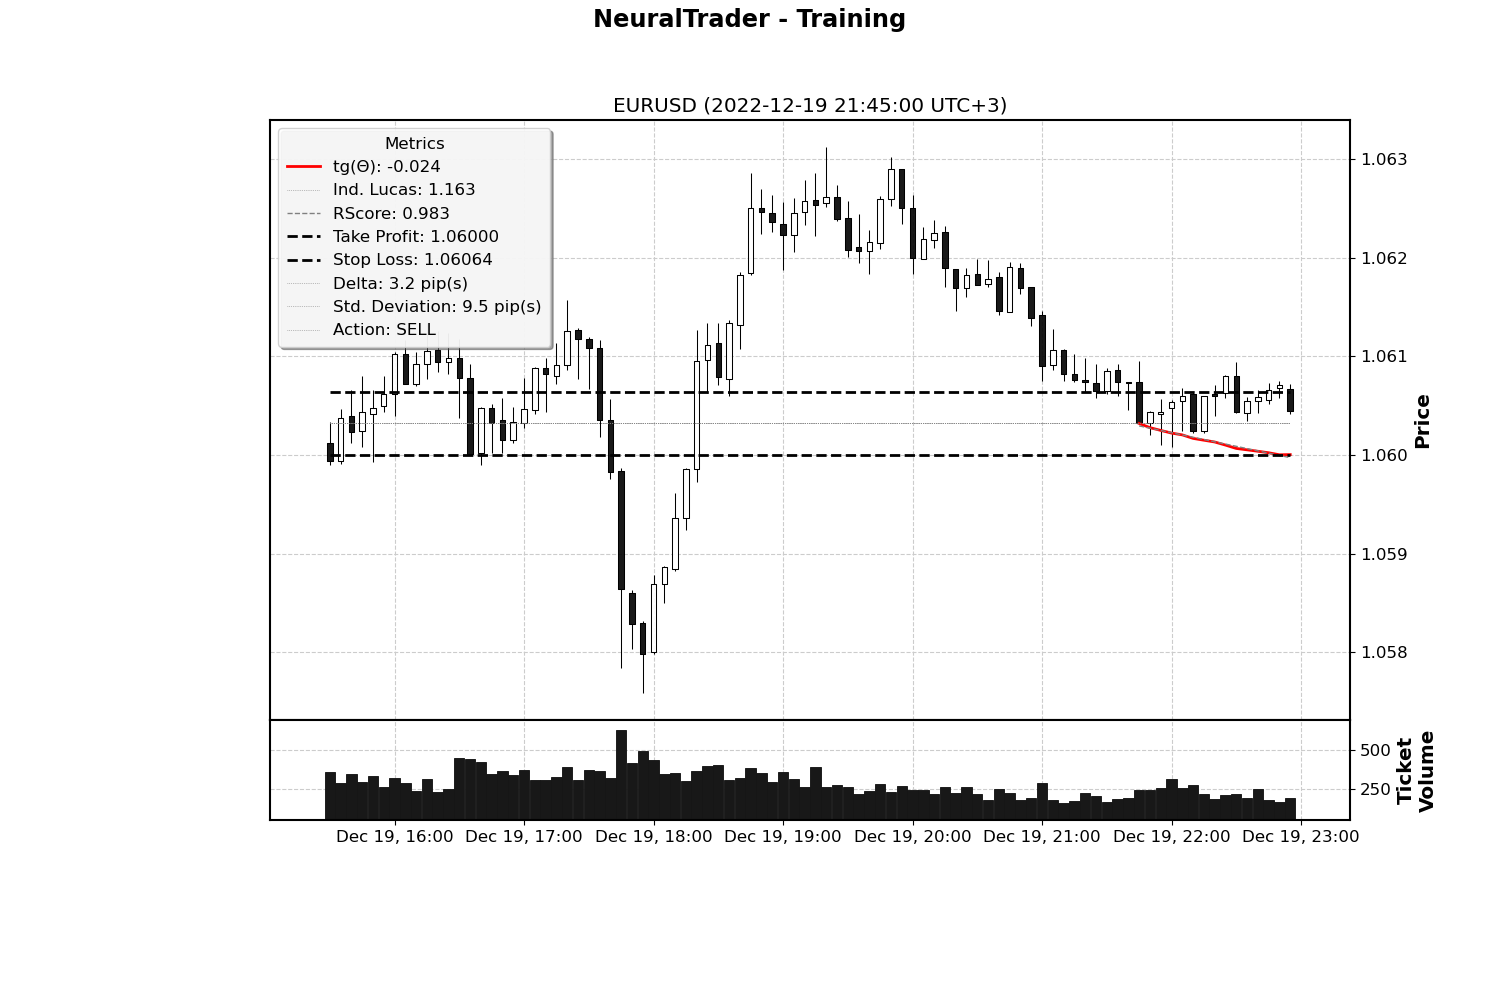 NeuralTrader - Training
EURUSD (2022-12-19 21:45:00 UTC+3)
Metrics
tg(Θ): -0.024
Ind. Lucas: 1.163
RScore: 0.983
Take Profit: 1.06000
Stop Loss: 1.06064
Delta: 3.2 pip(s)
Std. Deviation: 9.5 pip(s)
Action: SELL
1.063
1.062
1.061
1.060
1.059
1.058
Price
500
250
Ticket
Volume
Dec 19, 16:00 Dec 19, 17:00 Dec 19, 18:00 Dec 19, 19:00 Dec 19, 20:00 Dec 19, 21:00 Dec 19, 22:00 Dec 19, 23:00